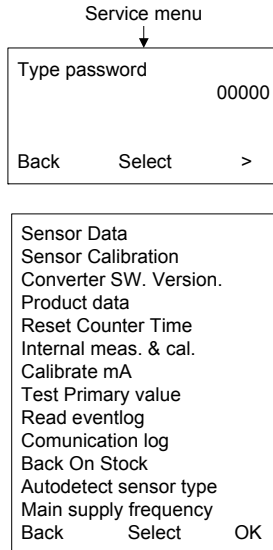 Service menu
Type password
00000
Back Select >
Sensor Data
Sensor Calibration
Converter SW. Version.
Product data
Reset Counter Time
Internal meas. & cal.
Calibrate mA
Test Primary value
Read eventlog
Comunication log
Back On Stock
Autodetect sensor type
Main supply frequency
Back Select OK